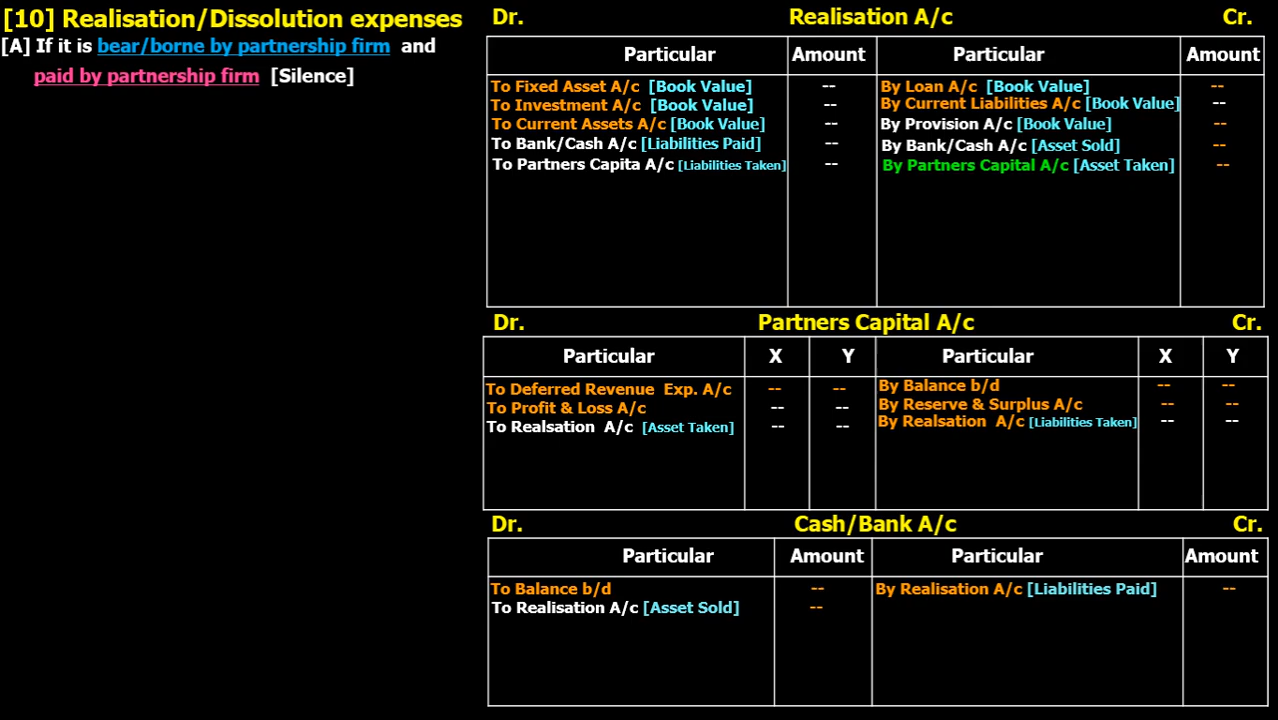 [10] Realisation/Dissolution expenses
[A] If it is bear/borne by partnership firm and
paid by partnership firm [Silence]
Dr. Realisation A/c Cr.
Particular Amount Particular Amount
To Fixed Asset A/c [Book Value] -- By Loan A/c [Book Value] --
To Investment A/c [Book Value] -- By Current Liabilities A/c [Book Value] --
To Current Assets A/c [Book Value] -- By Provision A/c [Book Value] --
To Bank/Cash A/c [Liabilities Paid] -- By Bank/Cash A/c [Asset Sold] --
To Partners Capita A/c [Liabilities Taken] -- By Partners Capital A/c [Asset Taken] --
Dr. Partners Capital A/c Cr.
Particular X Y Particular X Y
To Deferred Revenue Exp. A/c -- -- By Balance b/d -- --
To Profit & Loss A/c -- -- By Reserve & Surplus A/c -- --
To Realsation A/c [Asset Taken] -- -- By Realsation A/c [Liabilities Taken] -- --
Dr. Cash/Bank A/c Cr.
Particular Amount Particular Amount
To Balance b/d -- By Realisation A/c [Liabilities Paid] --
To Realisation A/c [Asset Sold] --